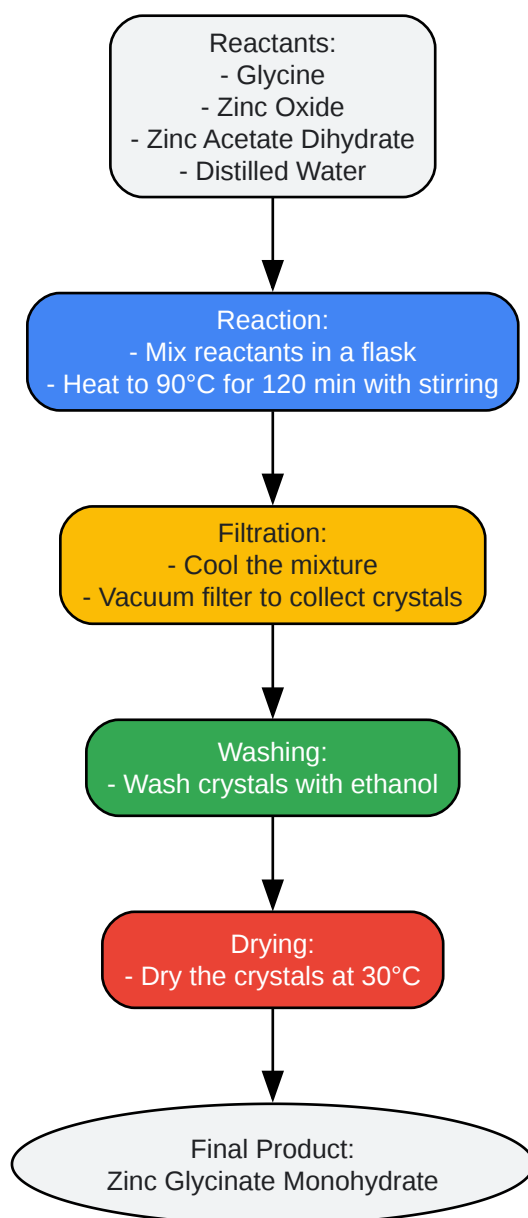 Reactants:
- Glycine
- Zinc Oxide
- Zinc Acetate Dihydrate
- Distilled Water
Reaction:
- Mix reactants in a flask
- Heat to 90°C for 120 min with stirring
Filtration:
- Cool the mixture
- Vacuum filter to collect crystals
Washing:
- Wash crystals with ethanol
Drying:
- Dry the crystals at 30°C
Final Product:
Zinc Glycinate Monohydrate